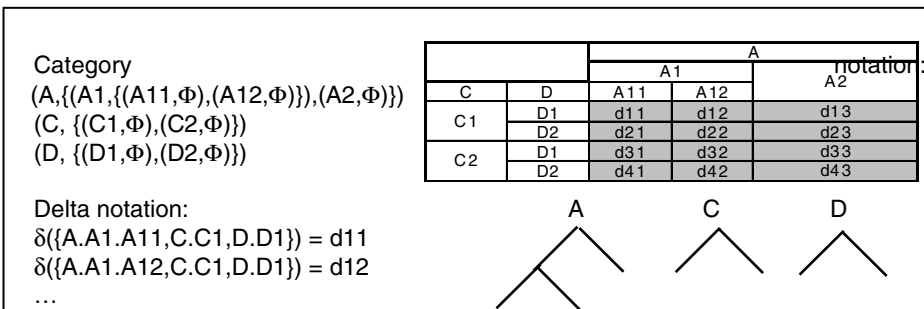 Category notation:
(A,{(A1,{(A11,Φ),(A12,Φ)}),(A2,Φ)})
(C, {(C1,Φ),(C2,Φ)})
(D, {(D1,Φ),(D2,Φ)})
Delta notation:
δ({A.A1.A11,C.C1,D.D1}) = d11
δ({A.A1.A12,C.C1,D.D1}) = d12
…
A
A1 A2
C D A11 A12
C1 D1 d11 d12 d13
D2 d21 d22 d23
C2 D1 d31 d32 d33
D2 d41 d42 d43
A C D